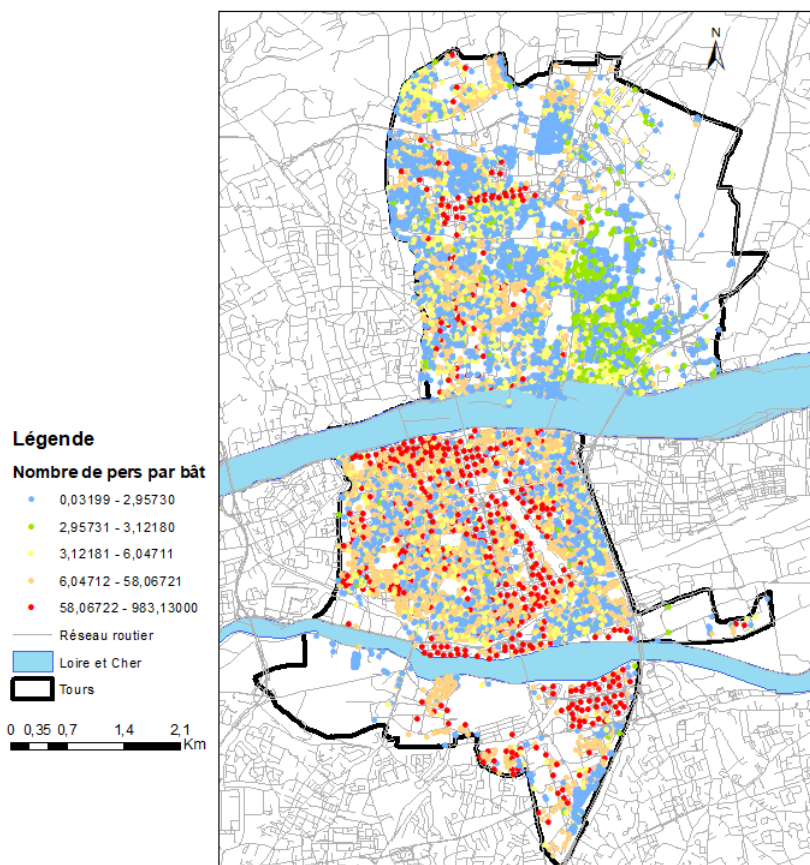 N
Légende
Nombre de pers par bât
0,03199 - 2,95730
2,95731 - 3,12180
3,12181 - 6,04711
6,04712 - 58,06721
58,06722 - 983,13000
Réseau routier
Loire et Cher
Tours
0 0,35 0,7 1,4 2,1
Km